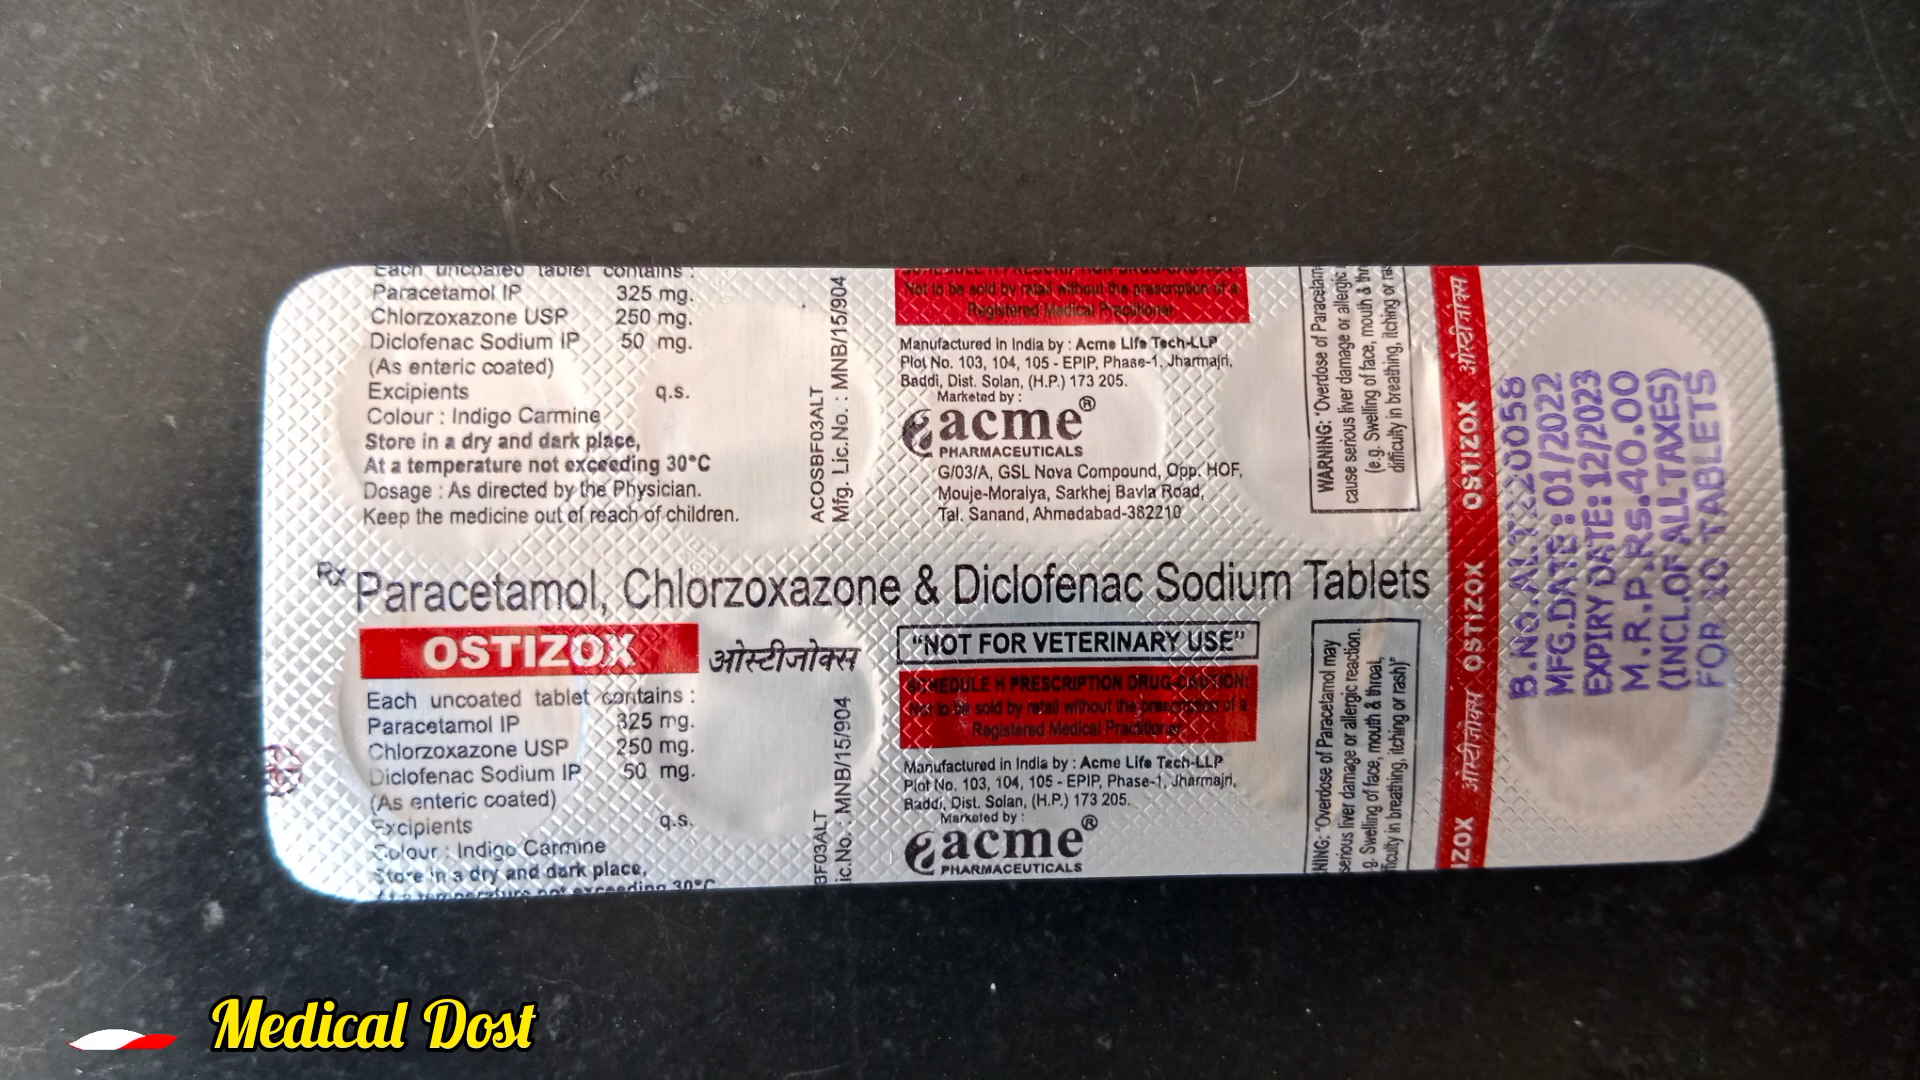 Each uncoated tablet contains :
Paracetamol IP 325 mg.
Chlorzoxazone USP 250 mg.
Diclofenac Sodium IP 50 mg.
(As enteric coated)
Excipients q.s.
Colour : Indigo Carmine
Store in a dry and dark place,
At a temperature not exceeding 30°C
Dosage : As directed by the Physician.
Keep the medicine out of reach of children.
ACOSBF03ALT
Mfg. Lic.No. : MNB/15/904
Not to be sold by retail without the prescription of a
Registered Medical Practitioner
Manufactured in India by : Acme Life Tech-LLP
Plot No. 103, 104, 105 - EPIP, Phase-1, Jharmajri,
Baddi, Dist. Solan, (H.P.) 173 205.
Marketed by :
acme®
PHARMACEUTICALS
G/03/A, GSL Nova Compound, Opp. HOF,
Mouje-Moraiya, Sarkhej Bavla Road,
Tal. Sanand, Ahmedabad-382210
WARNING: "Overdose of Paracetam
cause serious liver damage or allergic
(e.g. Swelling of face, mouth & thr
difficulty in breathing, itching or ra
Rx Paracetamol, Chlorzoxazone & Diclofenac Sodium Tablets
OSTIZOX ओस्टीजोक्स
Each uncoated tablet contains :
Paracetamol IP 325 mg.
Chlorzoxazone USP 250 mg.
Diclofenac Sodium IP 50 mg.
(As enteric coated)
Excipients q.s.
Colour : Indigo Carmine
Store in a dry and dark place,
At a temperature not exceeding 30°C
BF03ALT
ic.No. : MNB/15/904
"NOT FOR VETERINARY USE"
SCHEDULE H PRESCRIPTION DRUG-CAUTION:
Not to be sold by retail without the prescription of a
Registered Medical Practitioner
Manufactured in India by : Acme Life Tech-LLP
Plot No. 103, 104, 105 - EPIP, Phase-1, Jharmajri,
Baddi, Dist. Solan, (H.P.) 173 205.
Marketed by :
acme®
PHARMACEUTICALS
NING: "Overdose of Paracetamol may
serious liver damage or allergic reaction.
g. Swelling of face, mouth & throat,
ficulty in breathing, itching or rash)"
IZOX ओस्टीजोक्स OSTIZOX OSTIZOX ओस्टीजोक्स
B.No.ALT220058
MFG.DATE:01/2022
EXPIRY DATE:12/2023
M.R.P.RS.40.00
(INCL.OF ALL TAXES)
FOR 10 TABLETS
Medical Dost